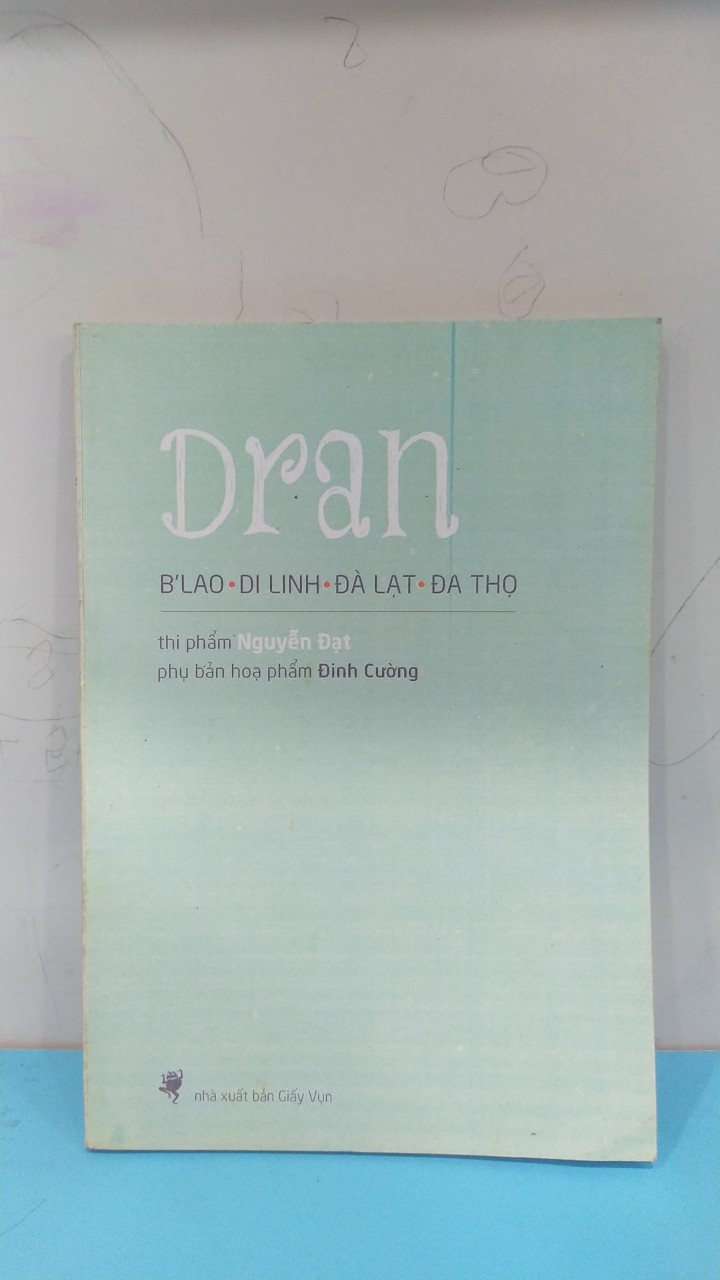 Dran
B'LAO • DI LINH • ĐÀ LẠT • ĐA THỌ
thi phẩm Nguyễn Đạt
phụ bản hoạ phẩm Đinh Cường
nhà xuất bản Giấy Vụn